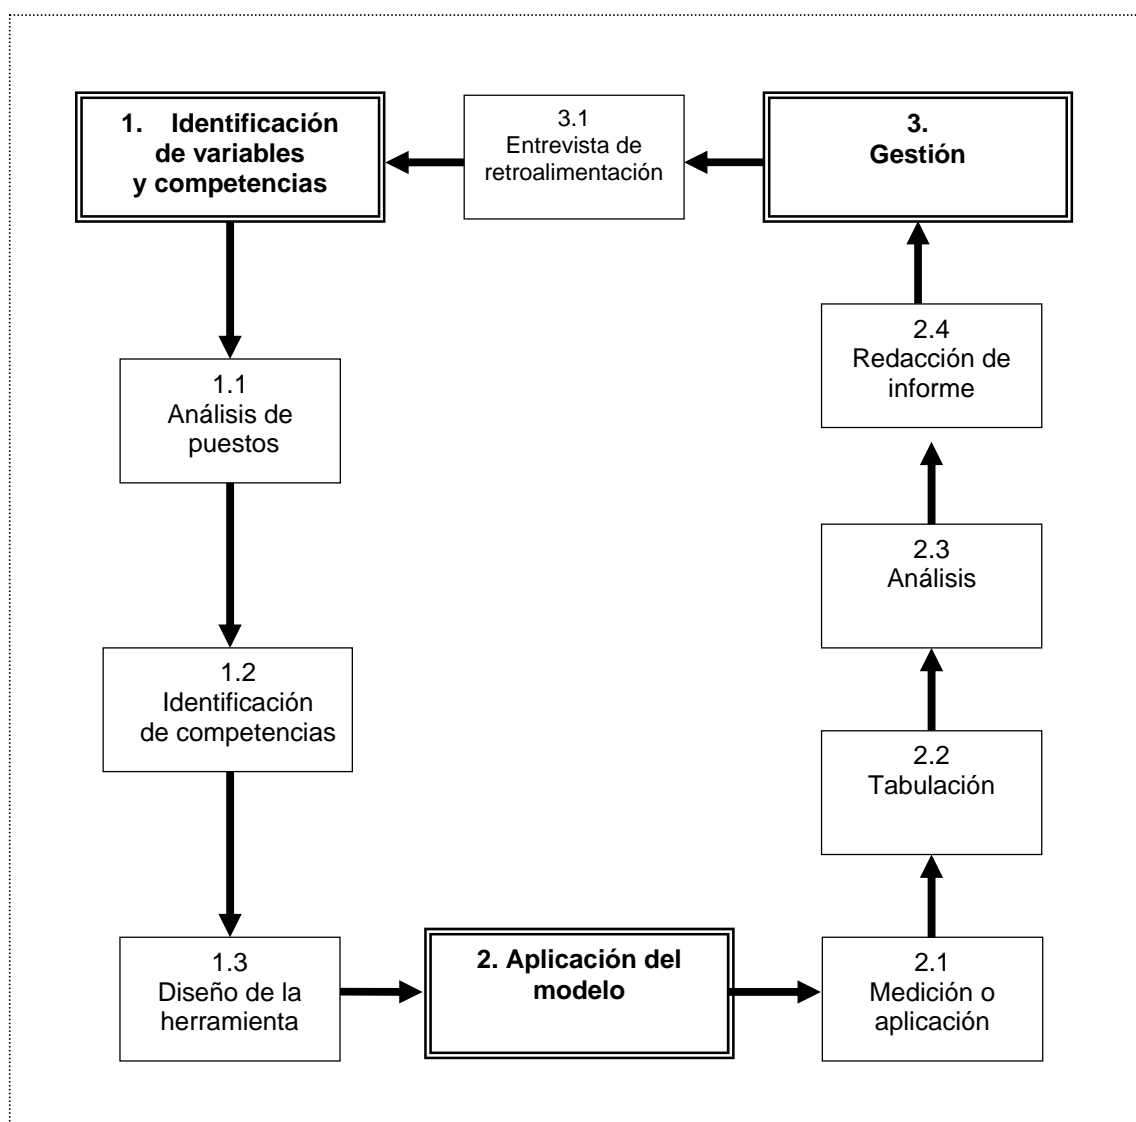 1. Identificación
de variables
y competencias
3.1
Entrevista de
retroalimentación
3.
Gestión
1.1
Análisis de
puestos
2.4
Redacción de
informe
2.3
Análisis
1.2
Identificación
de competencias
2.2
Tabulación
1.3
Diseño de la
herramienta
2. Aplicación del
modelo
2.1
Medición o
aplicación